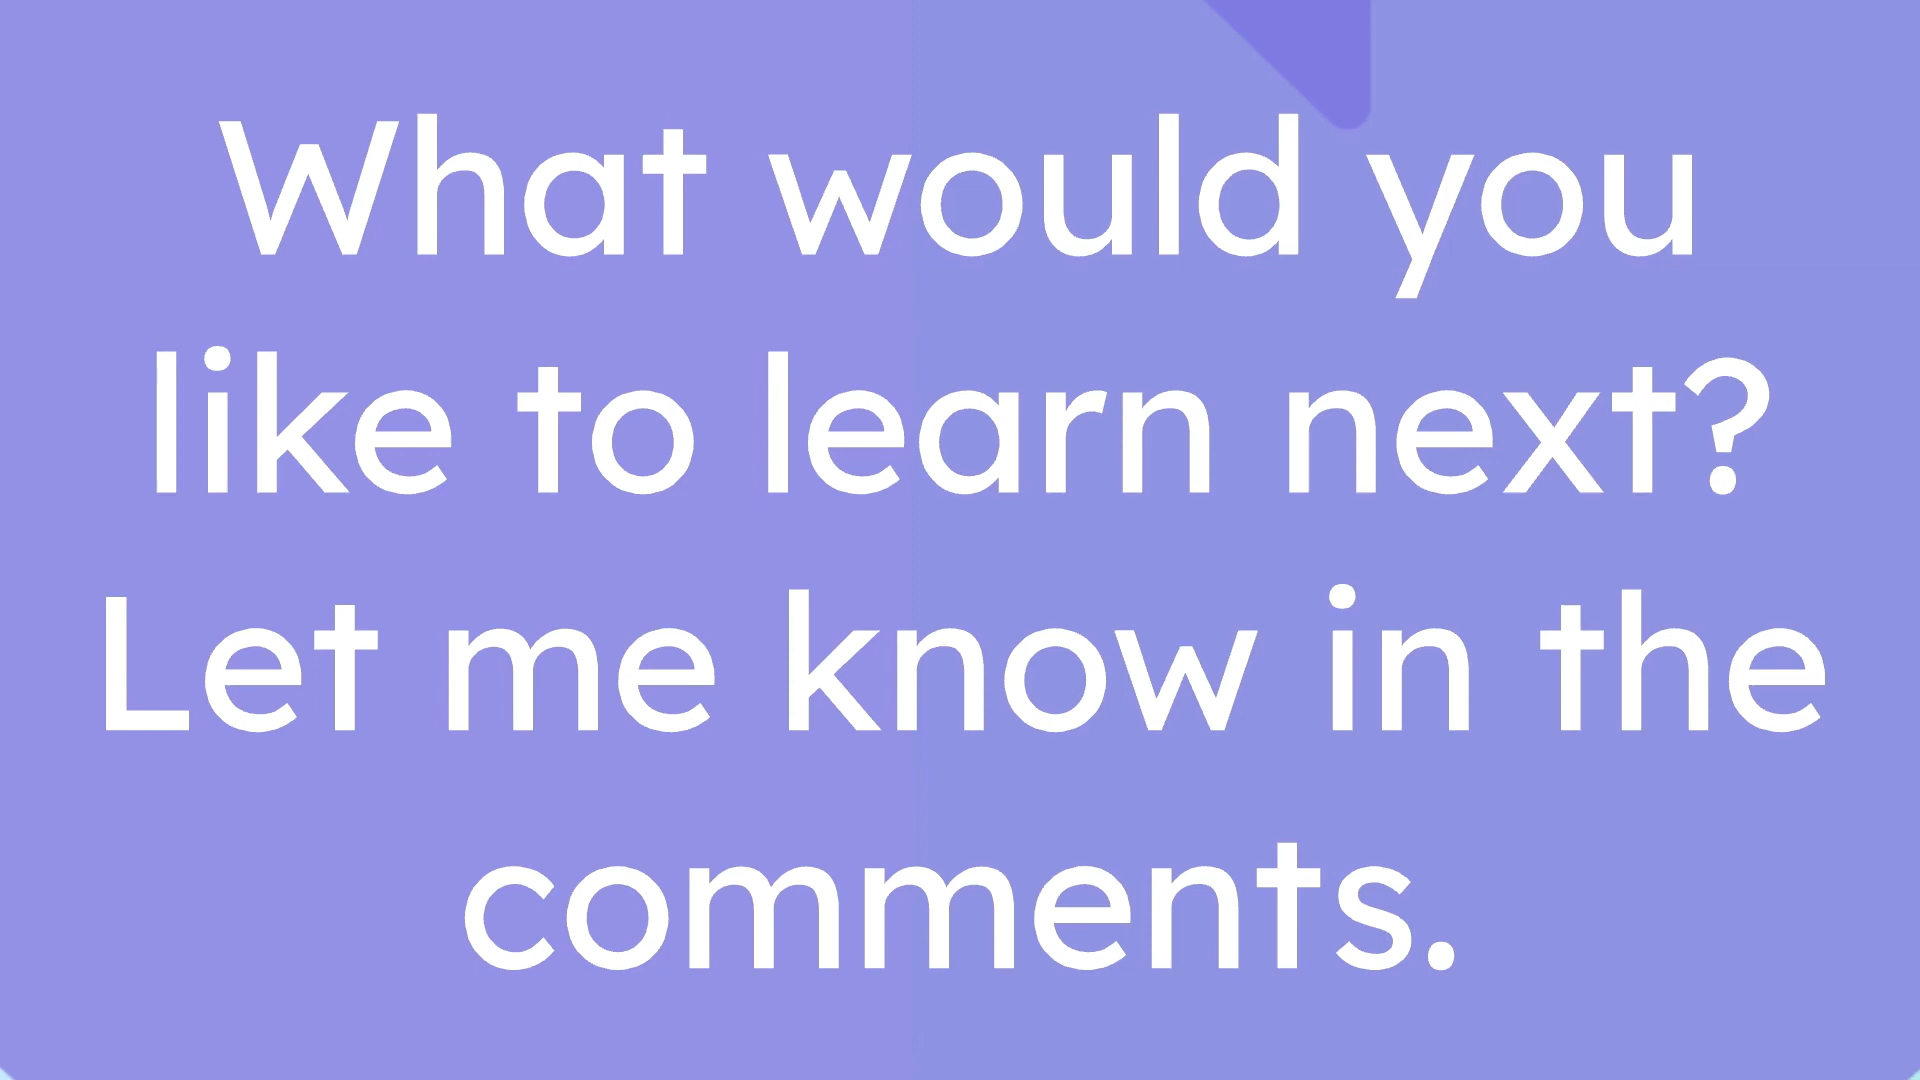 What would you
like to learn next?
Let me know in the
comments.